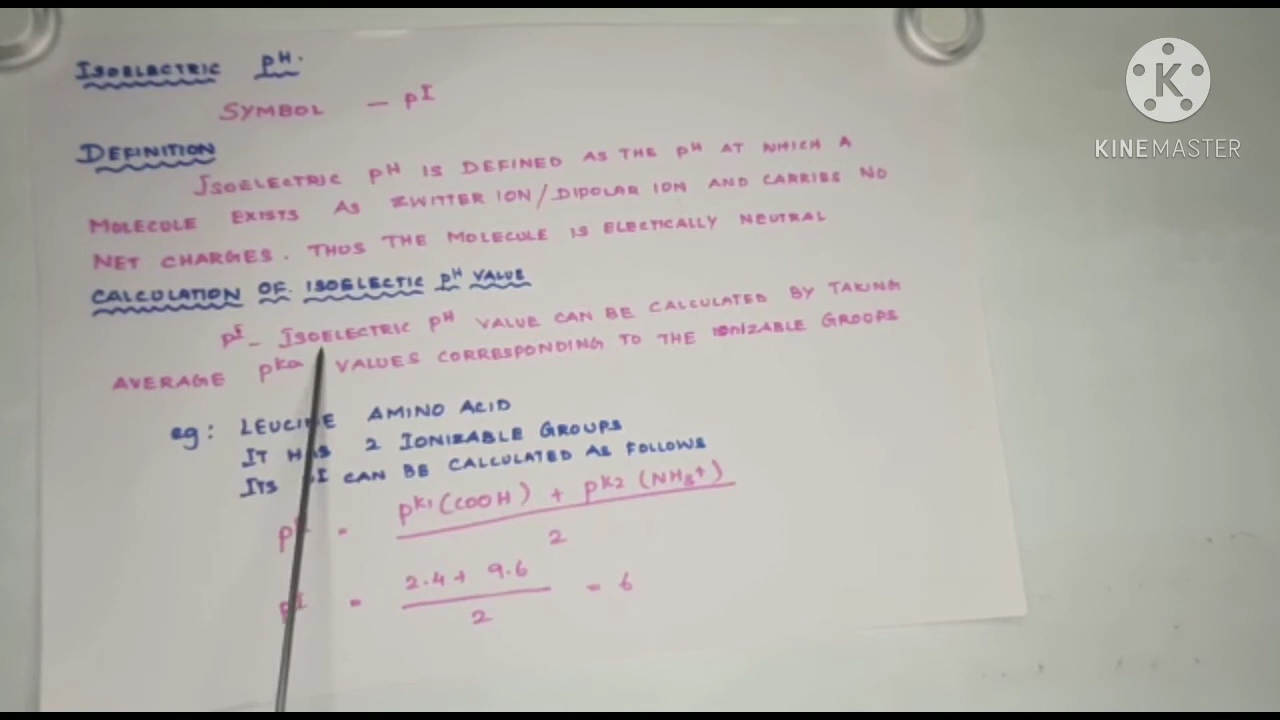 ISOELECTRIC pH.
SYMBOL — pI
DEFINITION
ISOELECTRIC pH IS DEFINED AS THE pH AT WHICH A
MOLECULE EXISTS AS ZWITTER ION / DIPOLAR ION AND CARRIES NO
NET CHARGES. THUS THE MOLECULE IS ELECTICALLY NEUTRAL
CALCULATION OF ISOELECTIC pH VALUE
pI - ISOELECTRIC pH VALUE CAN BE CALCULATED BY TAKING
AVERAGE pKa VALUES CORRESPONDING TO THE IONIZABLE GROUPS
eg: LEUCINE AMINO ACID
IT HAS 2 IONIZABLE GROUPS
ITS pI CAN BE CALCULATED AS FOLLOWS
pI = pK1 (COOH) + pK2 (NH3+)
2
pI = 2.4 + 9.6 = 6
2
K
KINEMASTER